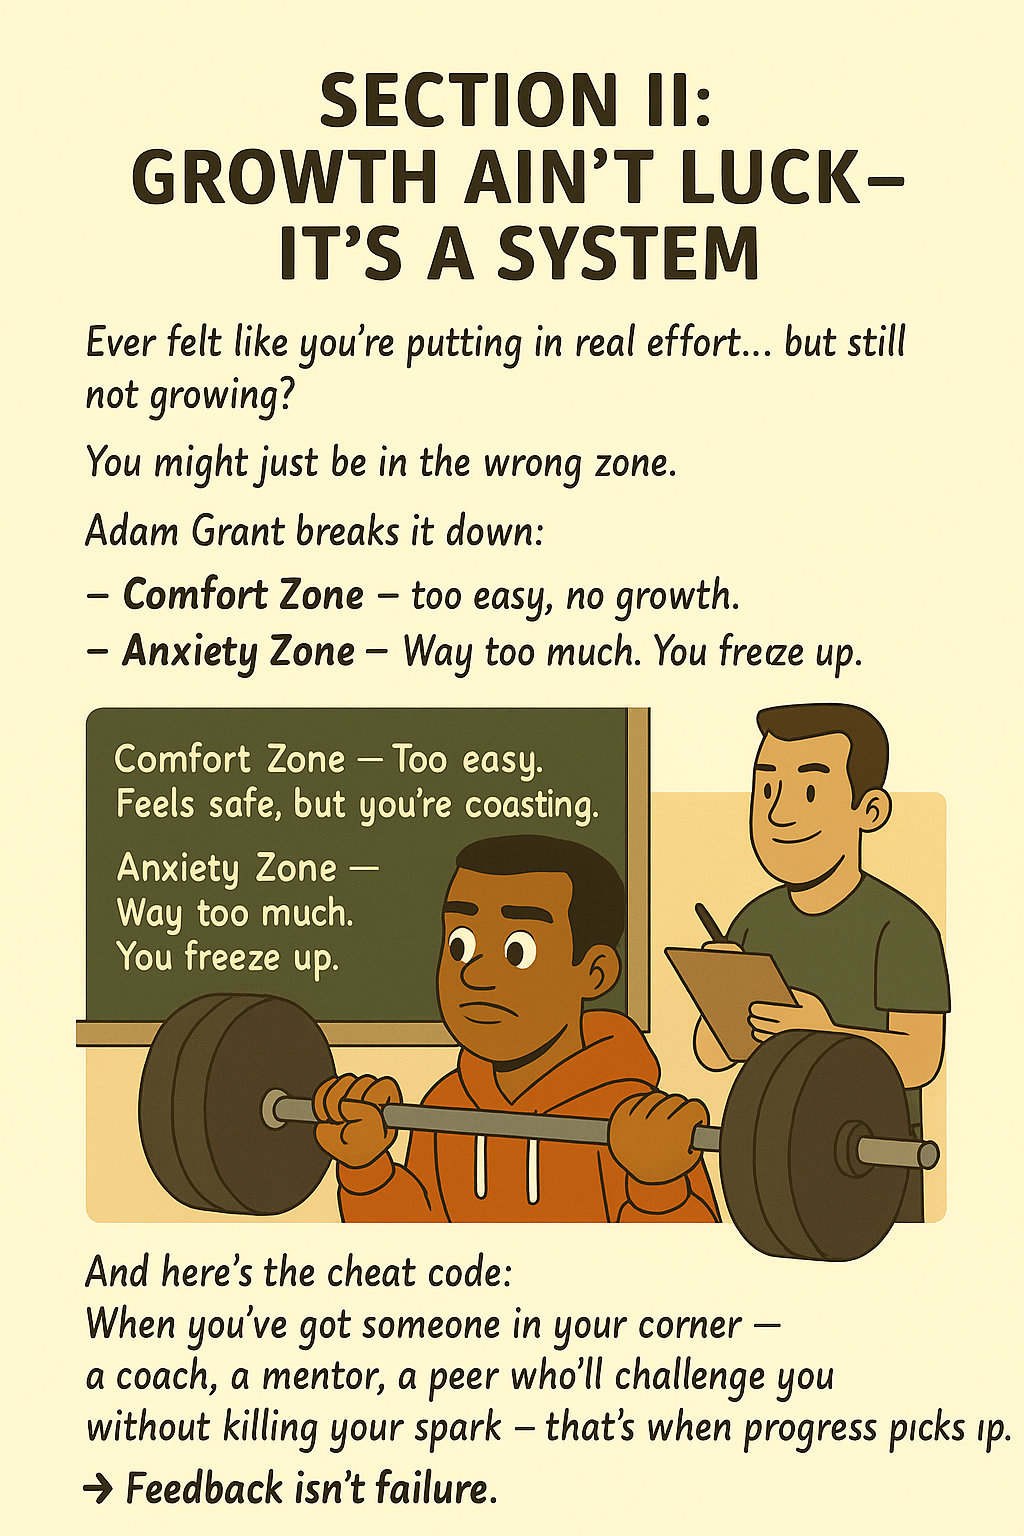 SECTION II:
GROWTH AIN'T LUCK–
IT'S A SYSTEM
Ever felt like you're putting in real effort... but still
not growing?
You might just be in the wrong zone.
Adam Grant breaks it down:
– Comfort Zone – too easy, no growth.
– Anxiety Zone – Way too much. You freeze up.
Comfort Zone — Too easy.
Feels safe, but you're coasting.
Anxiety Zone —
Way too much.
You freeze up.
And here's the cheat code:
When you've got someone in your corner —
a coach, a mentor, a peer who'll challenge you
without killing your spark – that's when progress pıcks ıp.
→ Feedback isn't failure.